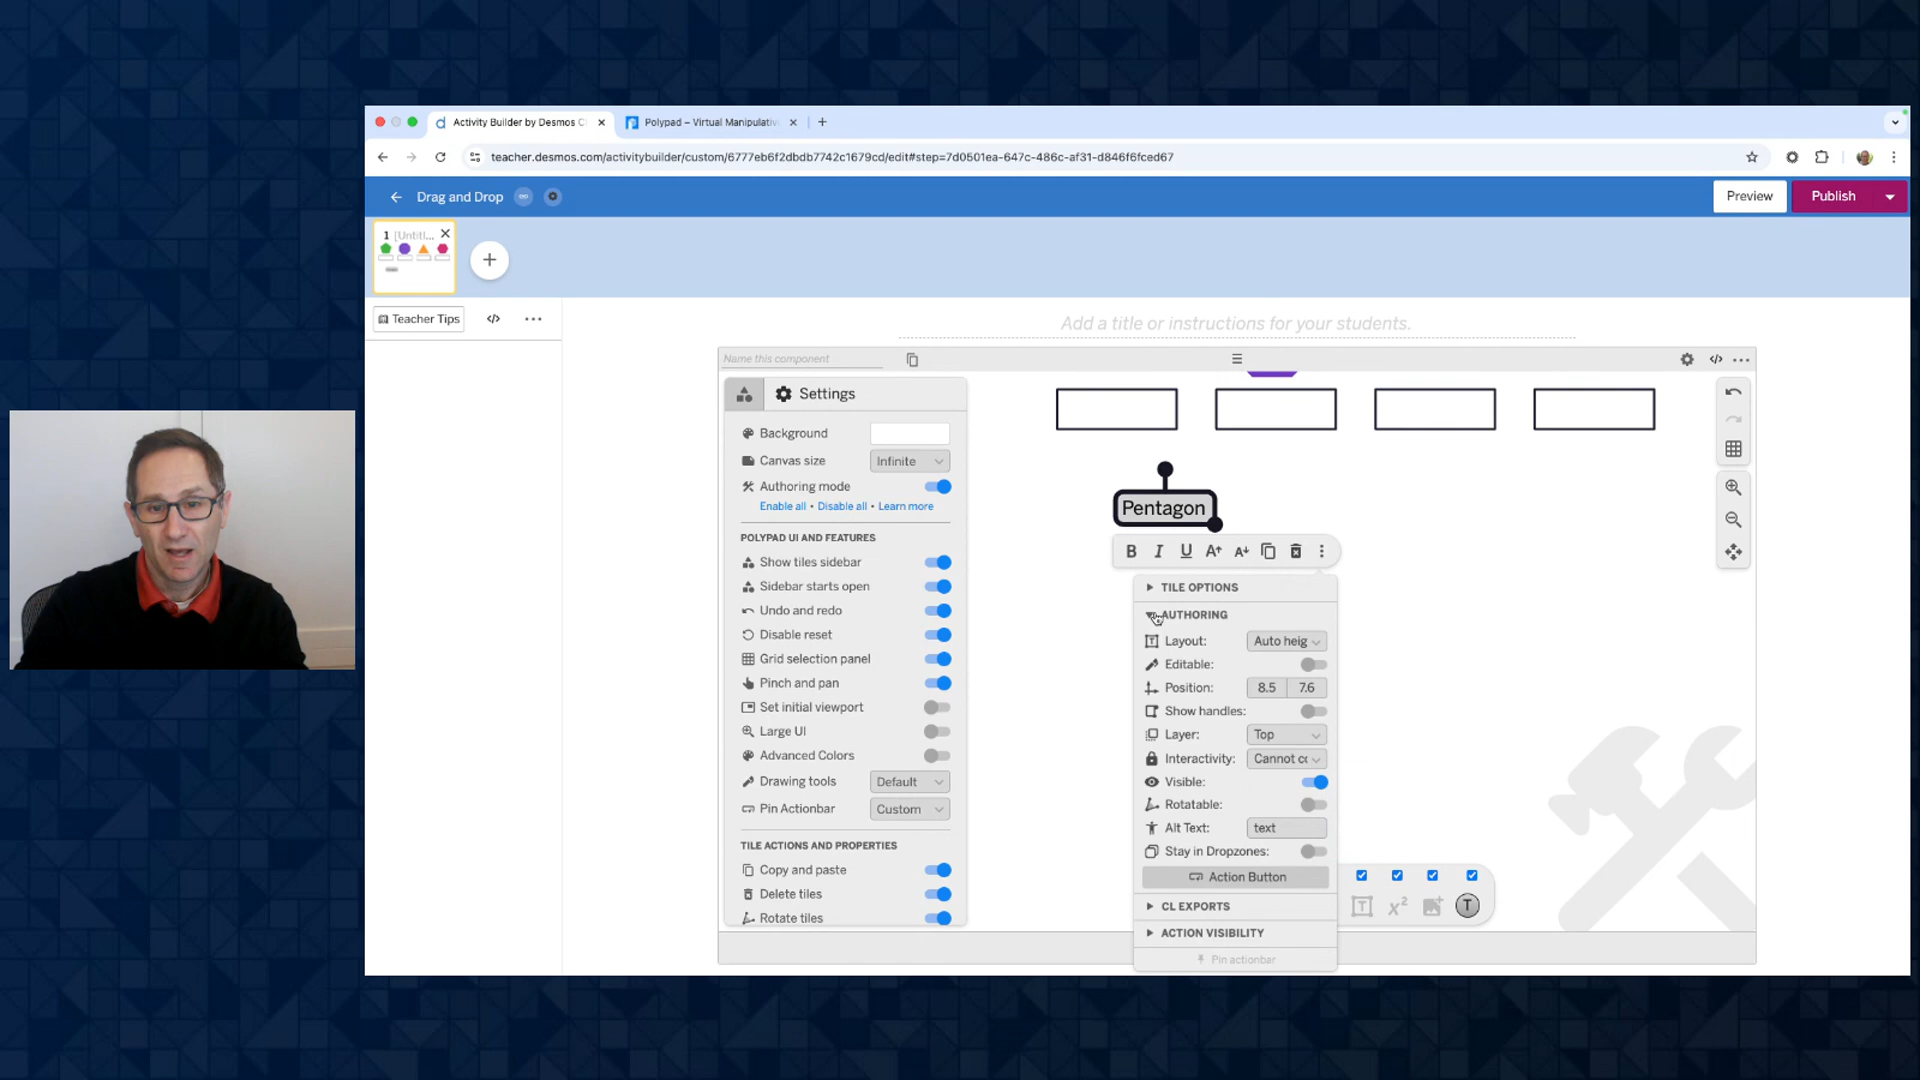 Activity Builder by Desmos C
Polypad – Virtual Manipulativ
teacher.desmos.com/activitybuilder/custom/6777eb6f2dbdb7742c1679cd/edit#step=7d0501ea-647c-486c-af31-d846f6fced67
Drag and Drop
Preview
Publish
1 [Untitl...
Teacher Tips
Add a title or instructions for your students.
Name this component
Settings
Background
Canvas size
Infinite
Authoring mode
Enable all • Disable all • Learn more
POLYPAD UI AND FEATURES
Show tiles sidebar
Sidebar starts open
Undo and redo
Disable reset
Grid selection panel
Pinch and pan
Set initial viewport
Large UI
Advanced Colors
Drawing tools
Default
Pin Actionbar
Custom
TILE ACTIONS AND PROPERTIES
Copy and paste
Delete tiles
Rotate tiles
Pentagon
B I U A A
TILE OPTIONS
AUTHORING
Layout:
Auto heig
Editable:
Position:
8.5 7.6
Show handles:
Layer:
Top
Interactivity:
Cannot cc
Visible:
Rotatable:
Alt Text:
text
Stay in Dropzones:
Action Button
CL EXPORTS
ACTION VISIBILITY
Pin actionbar
T x² T